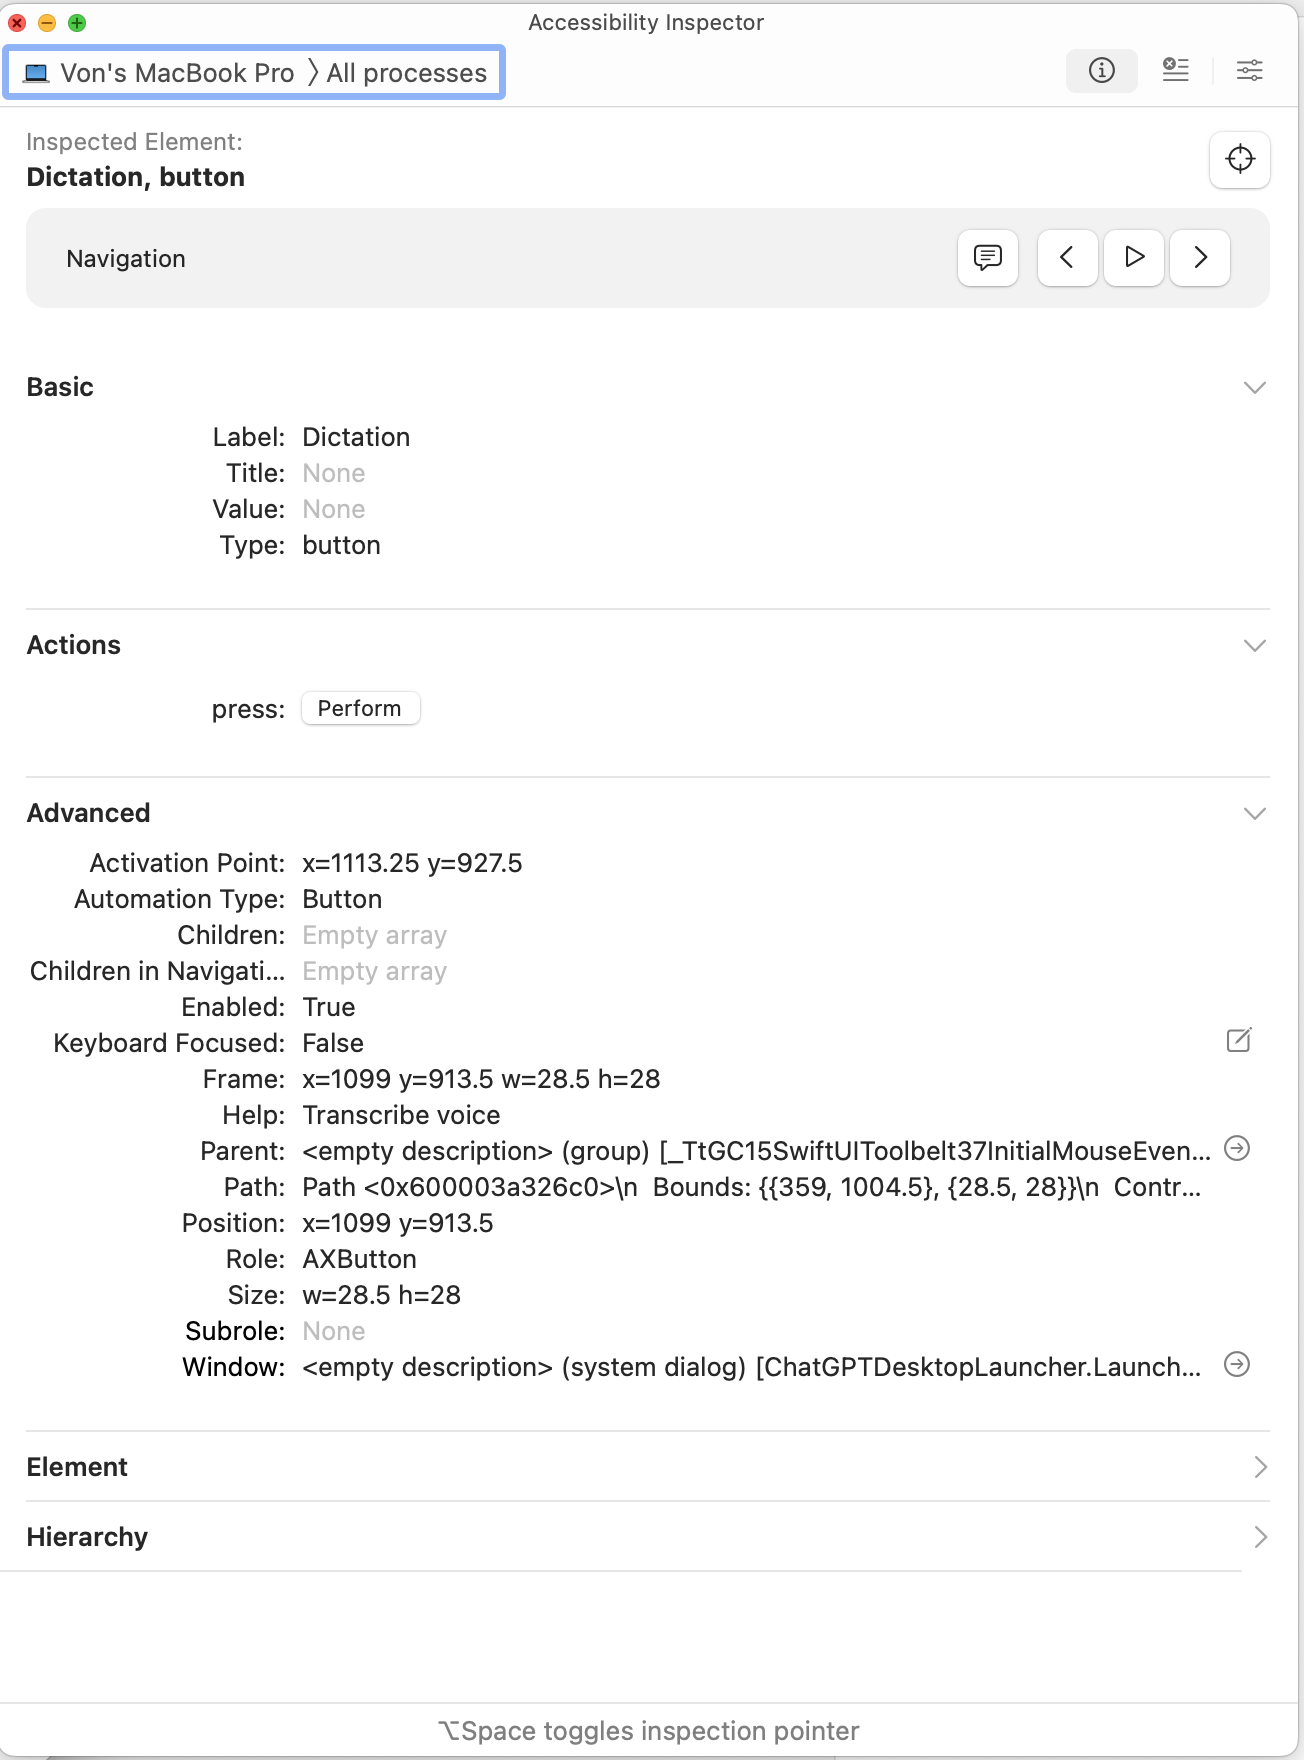 Accessibility Inspector
Von's MacBook Pro 〉All processes
Inspected Element:
Dictation, button
Navigation
Basic
Label: Dictation
Title: None
Value: None
Type: button
Actions
press: Perform
Advanced
Activation Point: x=1113.25 y=927.5
Automation Type: Button
Children: Empty array
Children in Navigati... Empty array
Enabled: True
Keyboard Focused: False
Frame: x=1099 y=913.5 w=28.5 h=28
Help: Transcribe voice
Parent: <empty description> (group) [_TtGC15SwiftUIToolbelt37InitialMouseEven...
Path: Path <0x600003a326c0>\n  Bounds: {{359, 1004.5}, {28.5, 28}}\n  Contr...
Position: x=1099 y=913.5
Role: AXButton
Size: w=28.5 h=28
Subrole: None
Window: <empty description> (system dialog) [ChatGPTDesktopLauncher.Launch...
Element
Hierarchy
⌥Space toggles inspection pointer